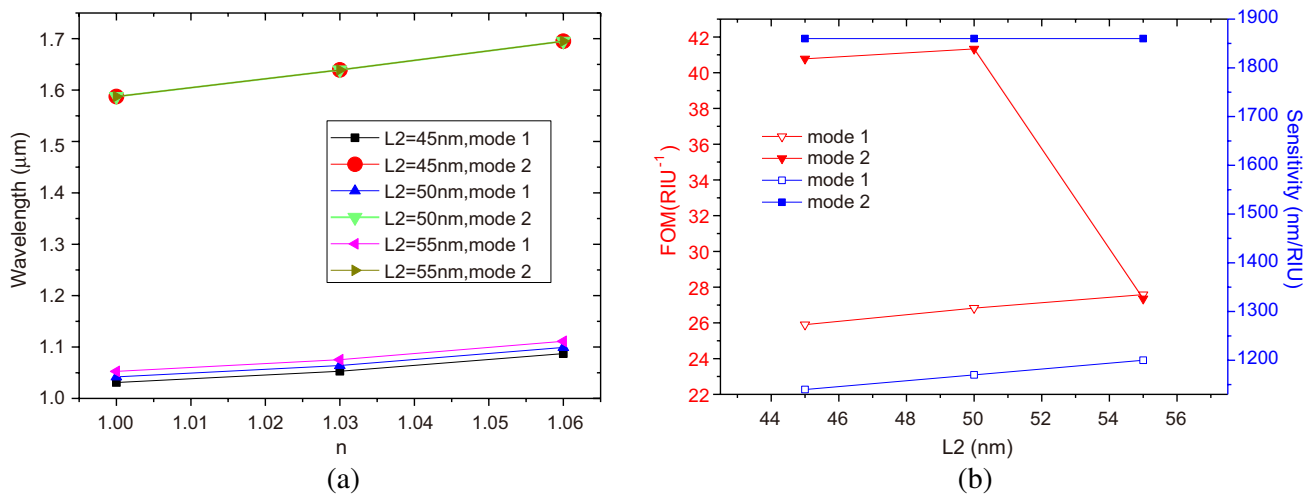 1.7
1.6
1.5
1.4
1.3
1.2
1.1
1.0
Wavelength (μm)
L2=45nm,mode 1
L2=45nm,mode 2
L2=50nm,mode 1
L2=50nm,mode 2
L2=55nm,mode 1
L2=55nm,mode 2
1.00 1.01 1.02 1.03 1.04 1.05 1.06
n
(a)
42
40
38
36
34
32
30
28
26
24
22
FOM(RIU⁻¹)
mode 1
mode 2
mode 1
mode 2
1900
1800
1700
1600
1500
1400
1300
1200
Sensitivity (nm/RIU)
44 46 48 50 52 54 56
L2 (nm)
(b)